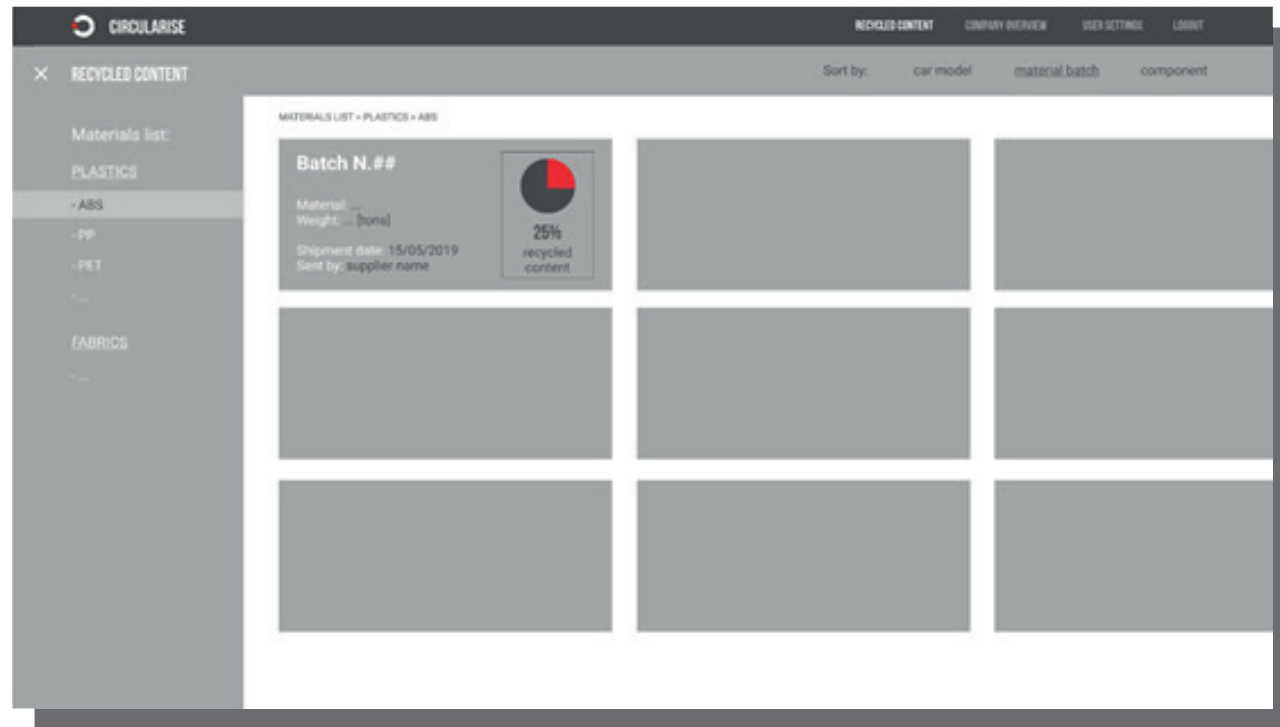 CIRCULARISE
RECYCLED CONTENT
COMPANY OVERVIEW
USER SETTINGS
LOGOUT
× RECYCLED CONTENT
Sort by: car model material batch component
Materials list:
PLASTICS
- ABS
- PP
- PET
- ...
FABRICS
- ...
MATERIALS LIST > PLASTICS > ABS
Batch N.##
Material: ...
Weight: ... [tons]
Shipment date: 15/05/2019
Sent by: supplier name
25%
recycled
content